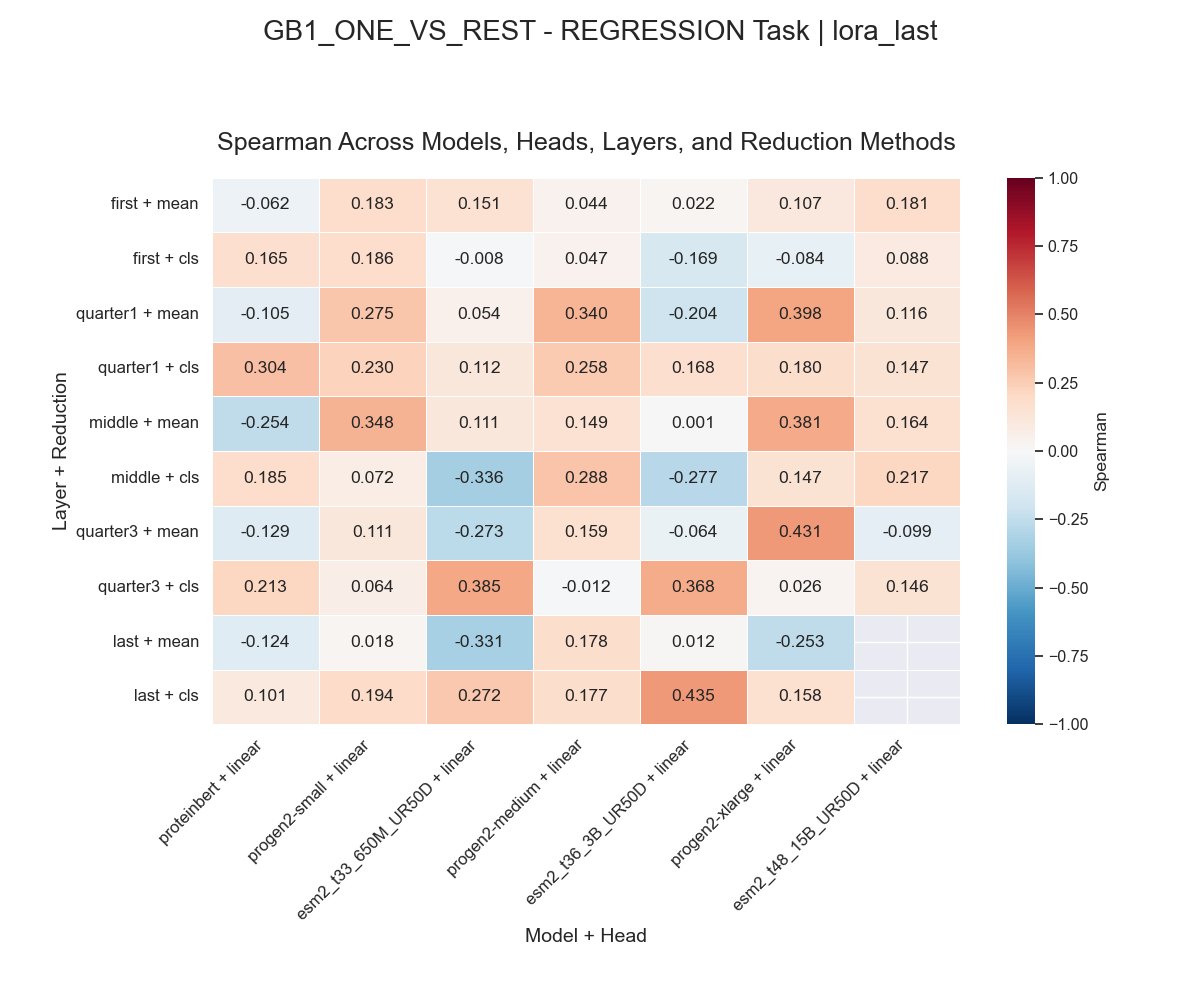 GB1_ONE_VS_REST - REGRESSION Task | lora_last
Spearman Across Models, Heads, Layers, and Reduction Methods
Layer + Reduction
first + mean -0.062 0.183 0.151 0.044 0.022 0.107 0.181
first + cls 0.165 0.186 -0.008 0.047 -0.169 -0.084 0.088
quarter1 + mean -0.105 0.275 0.054 0.340 -0.204 0.398 0.116
quarter1 + cls 0.304 0.230 0.112 0.258 0.168 0.180 0.147
middle + mean -0.254 0.348 0.111 0.149 0.001 0.381 0.164
middle + cls 0.185 0.072 -0.336 0.288 -0.277 0.147 0.217
quarter3 + mean -0.129 0.111 -0.273 0.159 -0.064 0.431 -0.099
quarter3 + cls 0.213 0.064 0.385 -0.012 0.368 0.026 0.146
last + mean -0.124 0.018 -0.331 0.178 0.012 -0.253
last + cls 0.101 0.194 0.272 0.177 0.435 0.158
proteinbert + linear
progen2-small + linear
esm2_t33_650M_UR50D + linear
progen2-medium + linear
esm2_t36_3B_UR50D + linear
progen2-xlarge + linear
esm2_t48_15B_UR50D + linear
Model + Head
1.00
0.75
0.50
0.25
0.00
−0.25
−0.50
−0.75
−1.00
Spearman